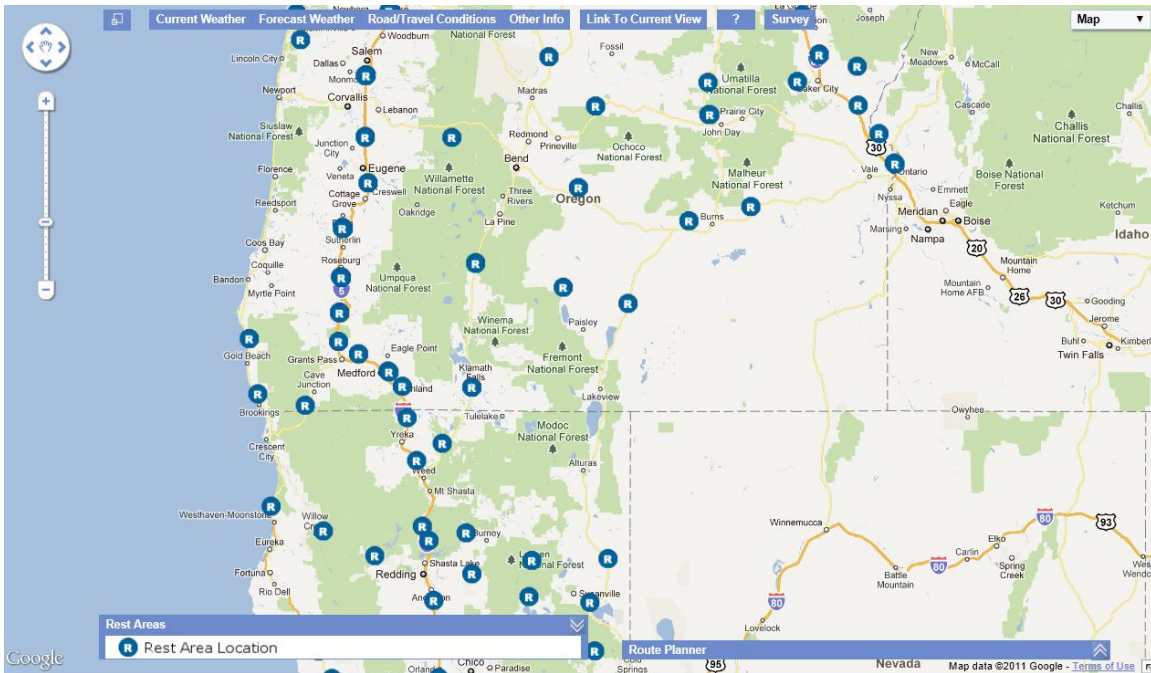 Current Weather
Forecast Weather
Road/Travel Conditions
Other Info
Link To Current View
?
Survey
Map
Newberg
Woodburn
Salem
Lincoln City
Dallas
National Forest
Fossil
Joseph
New Meadows
McCall
Newport
Corvallis
Lebanon
Madras
Umatilla National Forest
Baker City
Cascade
Challis
Challis National Forest
Siuslaw National Forest
Junction City
Redmond
Prineville
Ochoco National Forest
Prairie City
John Day
30
Florence
Veneta
Eugene
Creswell
Willamette National Forest
Bend
Three Rivers
Malheur National Forest
Vale
Ontario
Boise National Forest
Reedsport
Cottage Grove
Oakridge
La Pine
Oregon
Nyssa
Emmett
Eagle
Ketchum
Sutherlin
Burns
Meridian
Boise
Marsing
Nampa
Idaho
20
Coos Bay
Coquille
Roseburg
Bandon
Myrtle Point
5
Umpqua National Forest
Mountain Home
Mountain Home AFB
26
30
Gooding
Jerome
Winema National Forest
Paisley
Buhl
Kimberl
Twin Falls
Gold Beach
Grants Pass
Eagle Point
Medford
Cave Junction
Klamath Falls
Fremont National Forest
Lakeview
Brookings
Tulelake
Owyhee
Crescent City
Yreka
Modoc National Forest
Weed
Alturas
Mt Shasta
Westhaven-Moonstone
Willow
Eureka
Burney
Winnemucca
80
93
Elko
Carlin
Spring Creek
Fortuna
Rio Dell
Shasta Lake
Redding
National Forest
Battle Mountain
80
80
Susanville
Lovelock
Rest Areas
R Rest Area Location
Route Planner
Google
Orland
Chico
Paradise
Springs
95
Nevada
Map data ©2011 Google - Terms of Use